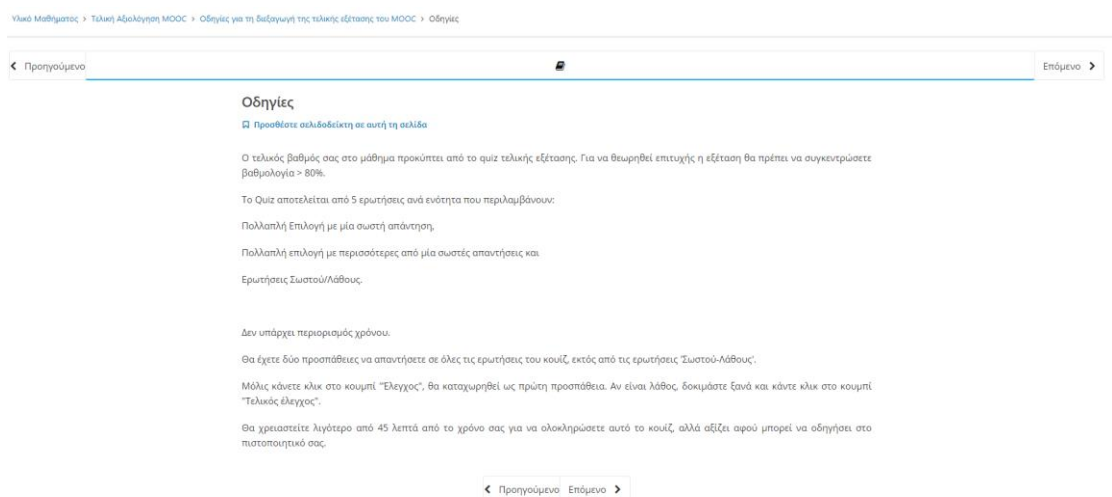 Υλικό Μαθήματος > Τελική Αξιολόγηση MOOC > Οδηγίες για τη διεξαγωγή της τελικής εξέτασης του MOOC > Οδηγίες
Προηγούμενο
Επόμενο
Οδηγίες
Προσθέστε σελιδοδείκτη σε αυτή τη σελίδα
Ο τελικός βαθμός σας στο μάθημα προκύπτει από το quiz τελικής εξέτασης. Για να θεωρηθεί επιτυχής η εξέταση θα πρέπει να συγκεντρώσετε
βαθμολογία > 80%.
Το Quiz αποτελείται από 5 ερωτήσεις ανά ενότητα που περιλαμβάνουν:
Πολλαπλή Επιλογή με μία σωστή απάντηση,
Πολλαπλή επιλογή με περισσότερες από μία σωστές απαντήσεις και
Ερωτήσεις Σωστού/Λάθους.
Δεν υπάρχει περιορισμός χρόνου.
Θα έχετε δύο προσπάθειες να απαντήσετε σε όλες τις ερωτήσεις του κουίζ, εκτός από τις ερωτήσεις 'Σωστού-Λάθους'.
Μόλις κάνετε κλικ στο κουμπί "Έλεγχος", θα καταχωρηθεί ως πρώτη προσπάθεια. Αν είναι λάθος, δοκιμάστε ξανά και κάντε κλικ στο κουμπί
"Τελικός έλεγχος".
Θα χρειαστείτε λιγότερο από 45 λεπτά από το χρόνο σας για να ολοκληρώσετε αυτό το κουίζ, αλλά αξίζει αφού μπορεί να οδηγήσει στο
πιστοποιητικό σας.
Προηγούμενο Επόμενο